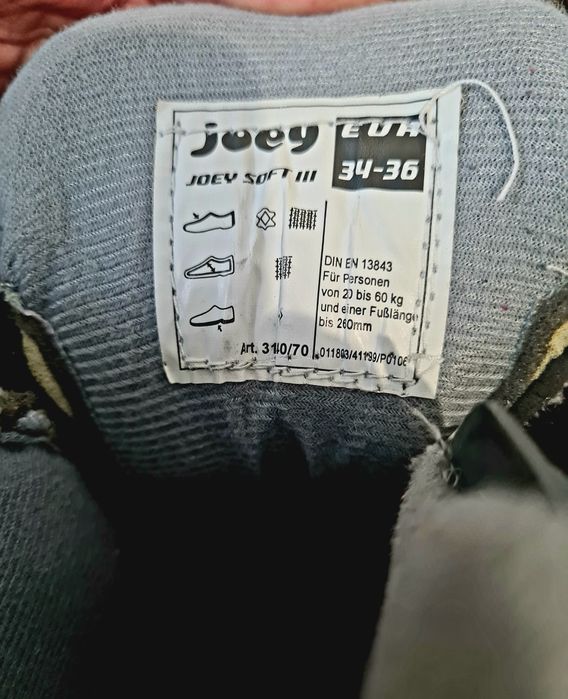 joey
EUR
34-36
JOEY SOFT III
DIN EN 13843
Für Personen
von 20 bis 60 kg
und einer Fußlänge
bis 260mm
Art. 310/70